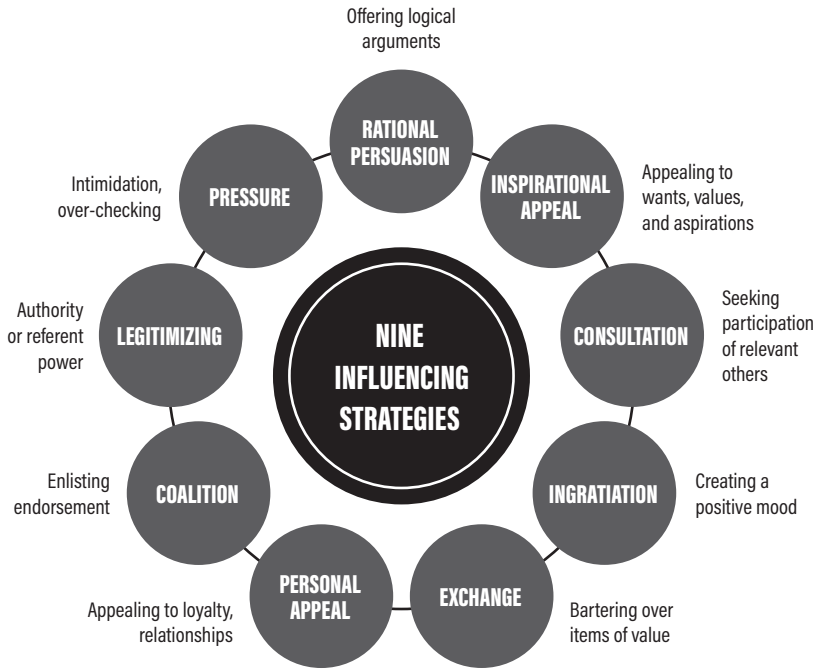 Offering logical
arguments
RATIONAL
PERSUASION
INSPIRATIONAL
APPEAL
Appealing to
wants, values,
and aspirations
CONSULTATION
Seeking
participation
of relevant
others
INGRATIATION
Creating a
positive mood
EXCHANGE
Bartering over
items of value
PERSONAL
APPEAL
Appealing to loyalty,
relationships
COALITION
Enlisting
endorsement
LEGITIMIZING
Authority
or referent
power
PRESSURE
Intimidation,
over-checking
NINE
INFLUENCING
STRATEGIES